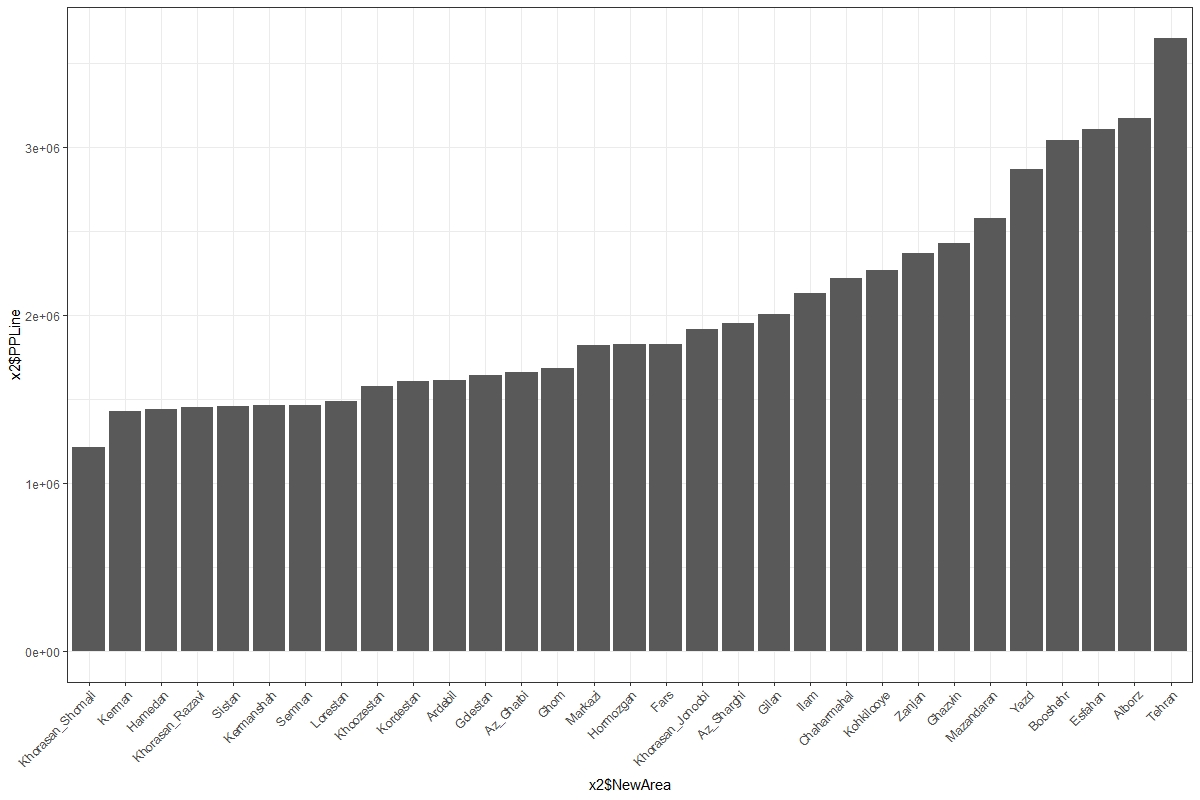 x2$PPLine
3e+06
2e+06
1e+06
0e+00
Khorasan_Shomali
Kerman
Hamedan
Khorasan_Razavi
Sistan
Kermanshah
Semnan
Lorestan
Khoozestan
Kordestan
Ardebil
Golestan
Az_Gharbi
Ghom
Markazi
Hormozgan
Fars
Khorasan_Jonoobi
Az_Sharghi
Gilan
Ilam
Chaharmahal
Kohkilooye
Zanjan
Ghazvin
Mazandaran
Yazd
Booshehr
Esfahan
Alborz
Tehran
x2$NewArea